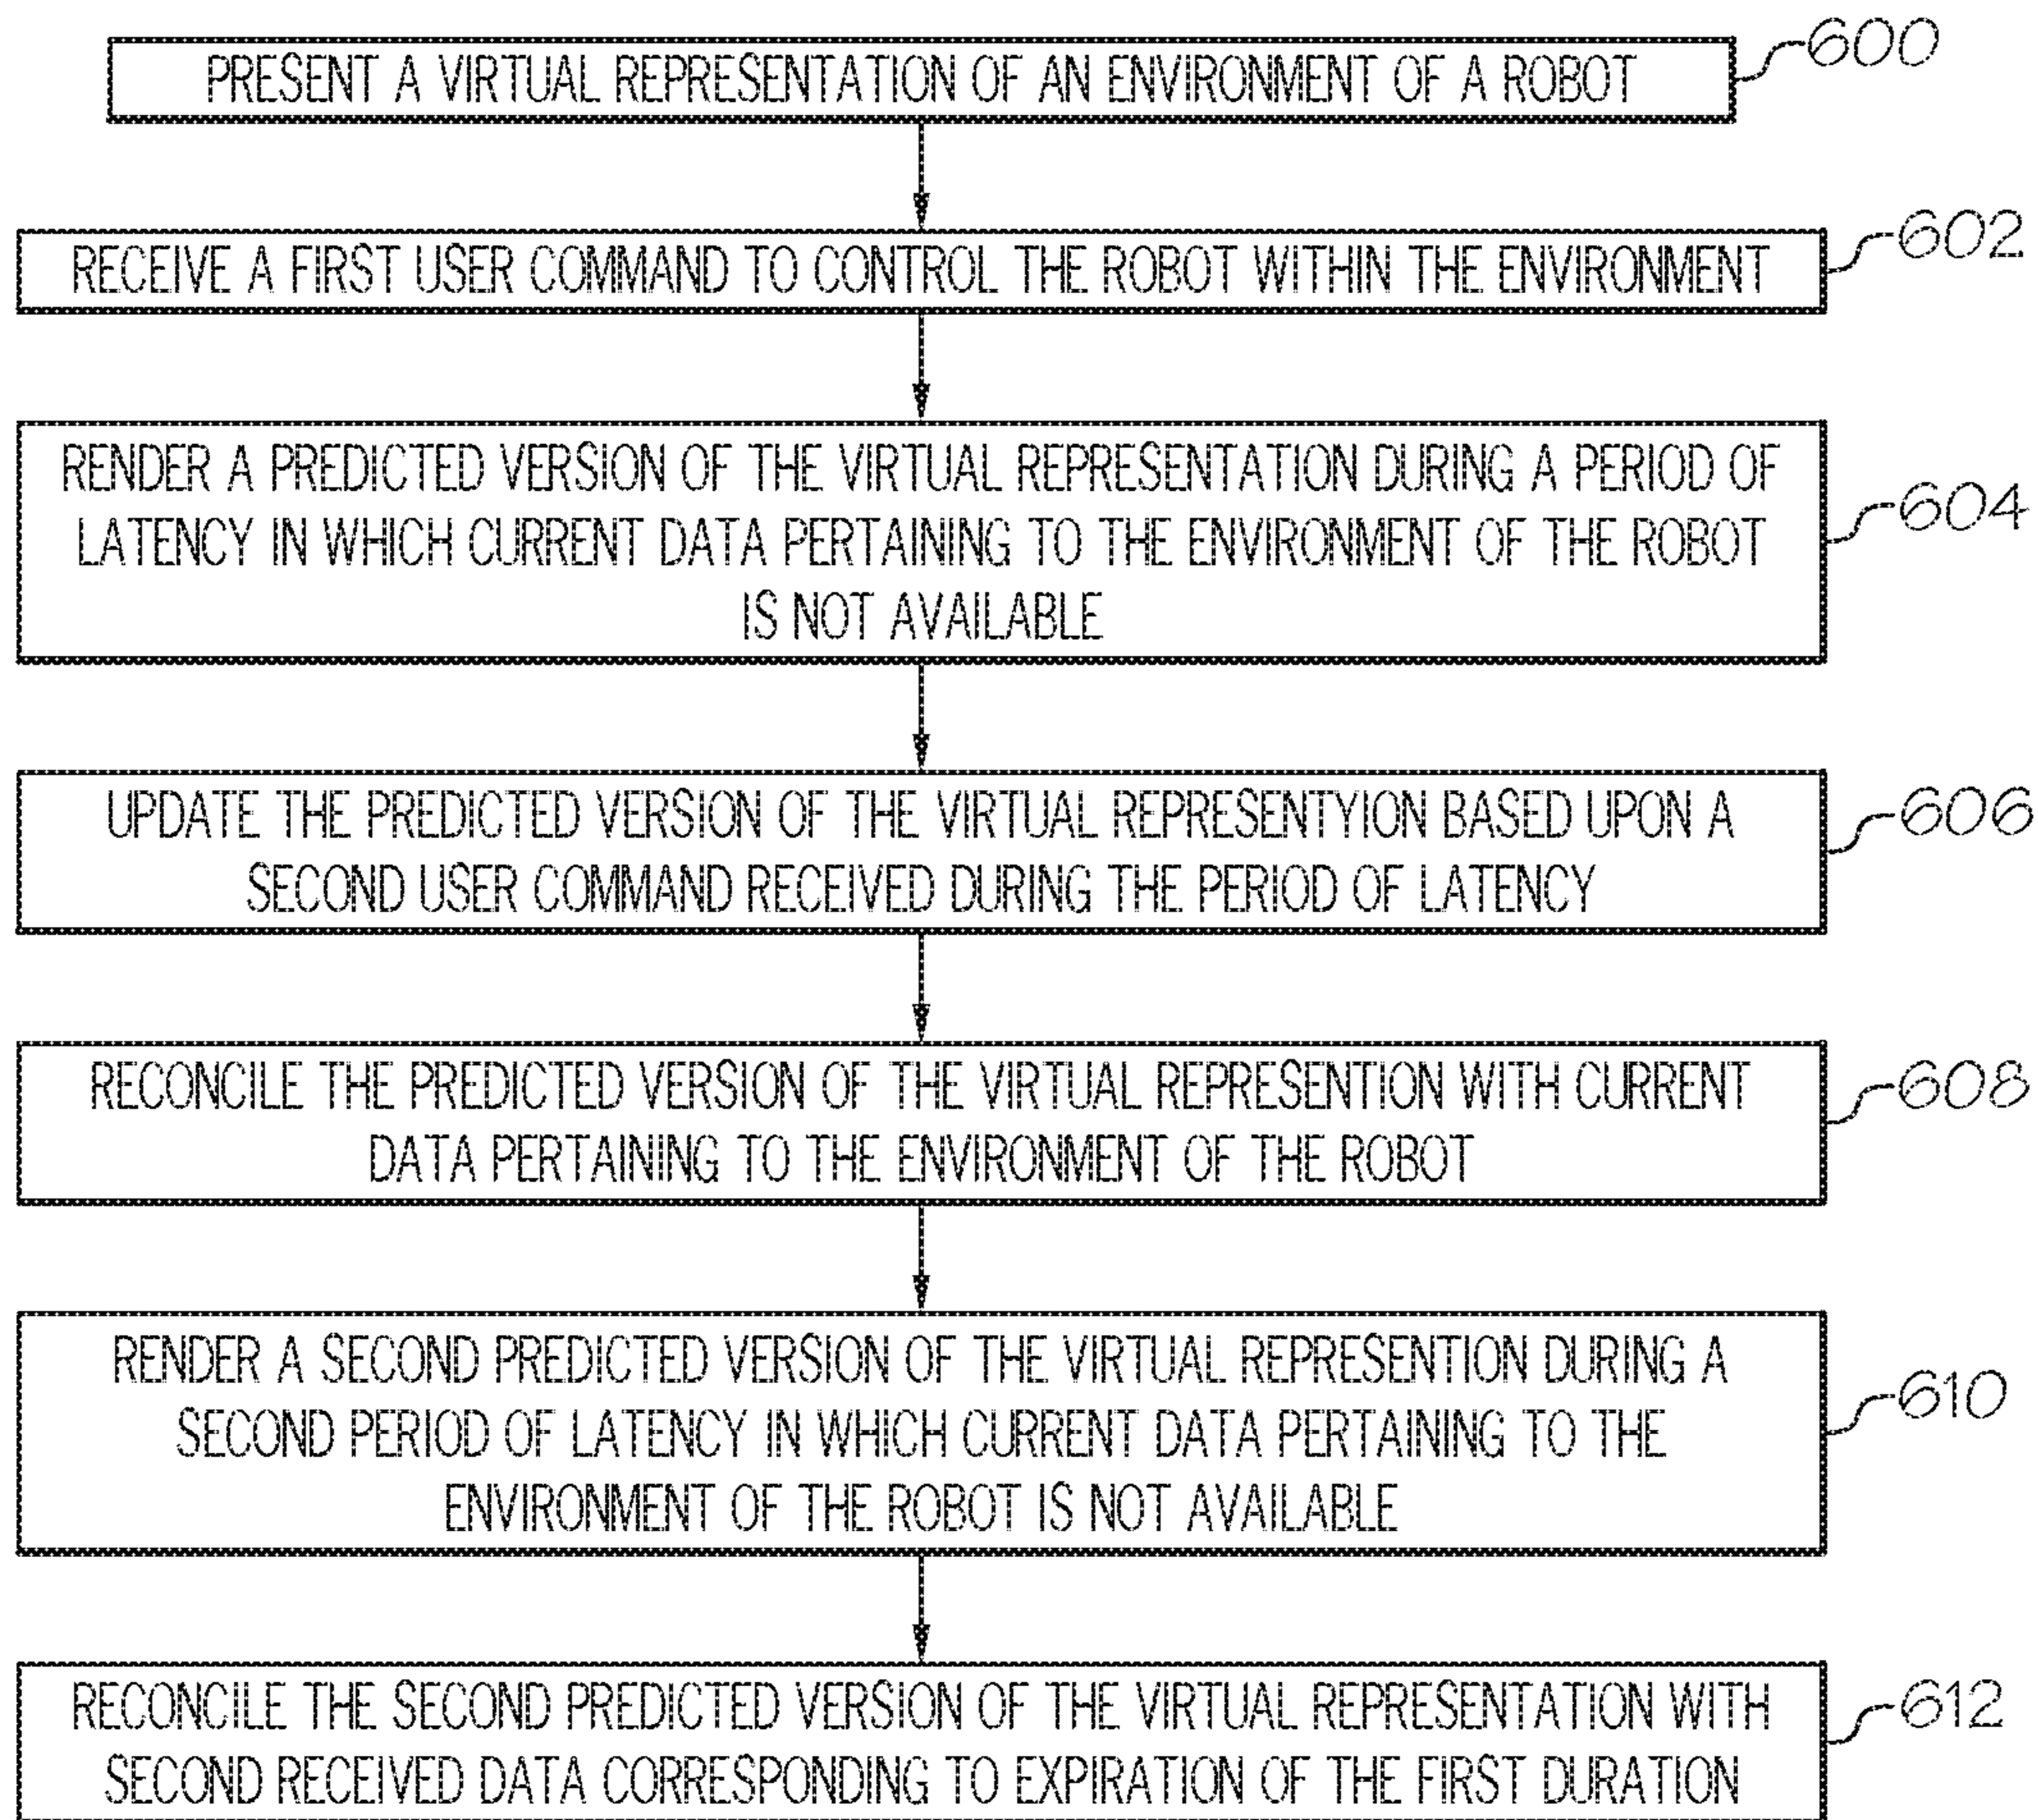 PRESENT A VIRTUAL REPRESENTATION OF AN ENVIRONMENT OF A ROBOT
600
RECEIVE A FIRST USER COMMAND TO CONTROL THE ROBOT WITHIN THE ENVIRONMENT
602
RENDER A PREDICTED VERSION OF THE VIRTUAL REPRESENTATION DURING A PERIOD OF
LATENCY IN WHICH CURRENT DATA PERTAINING TO THE ENVIRONMENT OF THE ROBOT
IS NOT AVAILABLE
604
UPDATE THE PREDICTED VERSION OF THE VIRTUAL REPRESENTYION BASED UPON A
SECOND USER COMMAND RECEIVED DURING THE PERIOD OF LATENCY
606
RECONCILE THE PREDICTED VERSION OF THE VIRTUAL REPRESENTION WITH CURRENT
DATA PERTAINING TO THE ENVIRONMENT OF THE ROBOT
608
RENDER A SECOND PREDICTED VERSION OF THE VIRTUAL REPRESENTION DURING A
SECOND PERIOD OF LATENCY IN WHICH CURRENT DATA PERTAINING TO THE
ENVIRONMENT OF THE ROBOT IS NOT AVAILABLE
610
RECONCILE THE SECOND PREDICTED VERSION OF THE VIRTUAL REPRESENTATION WITH
SECOND RECEIVED DATA CORRESPONDING TO EXPIRATION OF THE FIRST DURATION
612